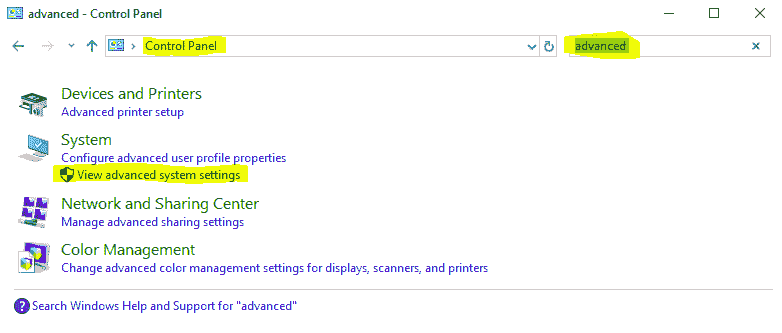 advanced - Control Panel
Control Panel
advanced
Devices and Printers
Advanced printer setup
System
Configure advanced user profile properties
View advanced system settings
Network and Sharing Center
Manage advanced sharing settings
Color Management
Change advanced color management settings for displays, scanners, and printers
Search Windows Help and Support for "advanced"